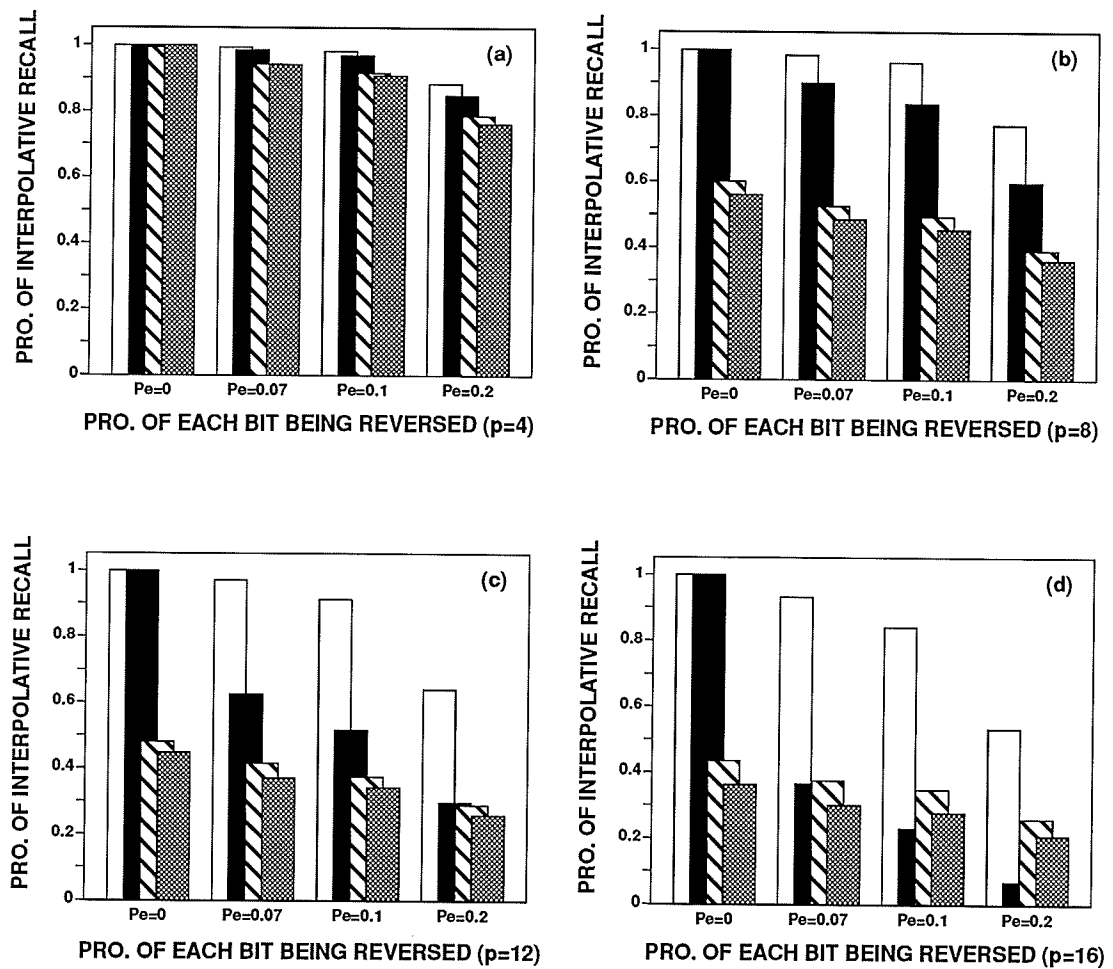 PRO. OF INTERPOLATIVE RECALL
1
0.8
0.6
0.4
0.2
0
(a)
Pe=0 Pe=0.07 Pe=0.1 Pe=0.2
PRO. OF EACH BIT BEING REVERSED (p=4)
PRO. OF INTERPOLATIVE RECALL
1
0.8
0.6
0.4
0.2
0
(b)
Pe=0 Pe=0.07 Pe=0.1 Pe=0.2
PRO. OF EACH BIT BEING REVERSED (p=8)
PRO. OF INTERPOLATIVE RECALL
1
0.8
0.6
0.4
0.2
0
(c)
Pe=0 Pe=0.07 Pe=0.1 Pe=0.2
PRO. OF EACH BIT BEING REVERSED (p=12)
PRO. OF INTERPOLATIVE RECALL
1
0.8
0.6
0.4
0.2
0
(d)
Pe=0 Pe=0.07 Pe=0.1 Pe=0.2
PRO. OF EACH BIT BEING REVERSED (p=16)